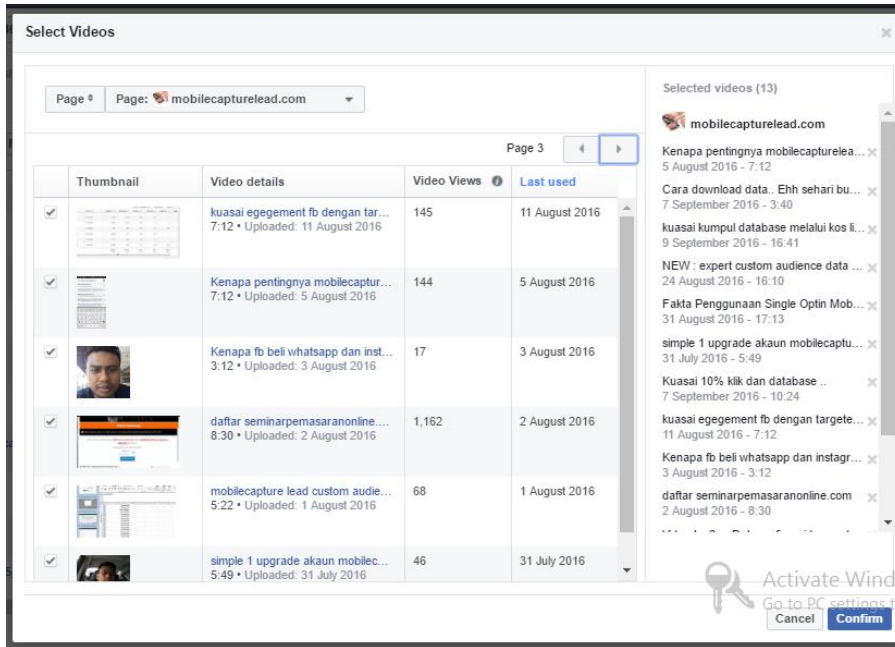 Select Videos
Page
Page: mobilecapturelead.com
Page 3
Thumbnail
Video details
Video Views
Last used
kuasai egegement fb dengan tar...
7:12 • Uploaded: 11 August 2016
145
11 August 2016
Kenapa pentingnya mobilecaptur...
7:12 • Uploaded: 5 August 2016
144
5 August 2016
Kenapa fb beli whatsapp dan inst...
3:12 • Uploaded: 3 August 2016
17
3 August 2016
daftar seminarpemasaranonline....
8:30 • Uploaded: 2 August 2016
1,162
2 August 2016
mobilecapture lead custom audie...
5:22 • Uploaded: 1 August 2016
68
1 August 2016
simple 1 upgrade akaun mobilec...
5:49 • Uploaded: 31 July 2016
46
31 July 2016
Selected videos (13)
mobilecapturelead.com
Kenapa pentingnya mobilecapturelea...
5 August 2016 - 7:12
Cara download data.. Ehh sehari bu...
7 September 2016 - 3:40
kuasai kumpul database melalui kos li...
9 September 2016 - 16:41
NEW : expert custom audience data ...
24 August 2016 - 16:10
Fakta Penggunaan Single Optin Mob...
31 August 2016 - 17:13
simple 1 upgrade akaun mobilecaptu...
31 July 2016 - 5:49
Kuasai 10% klik dan database ..
7 September 2016 - 10:24
kuasai egegement fb dengan targete...
11 August 2016 - 7:12
Kenapa fb beli whatsapp dan instagr...
3 August 2016 - 3:12
daftar seminarpemasaranonline.com
2 August 2016 - 8:30
Activate Wind
Go to PC settings t
Cancel
Confirm